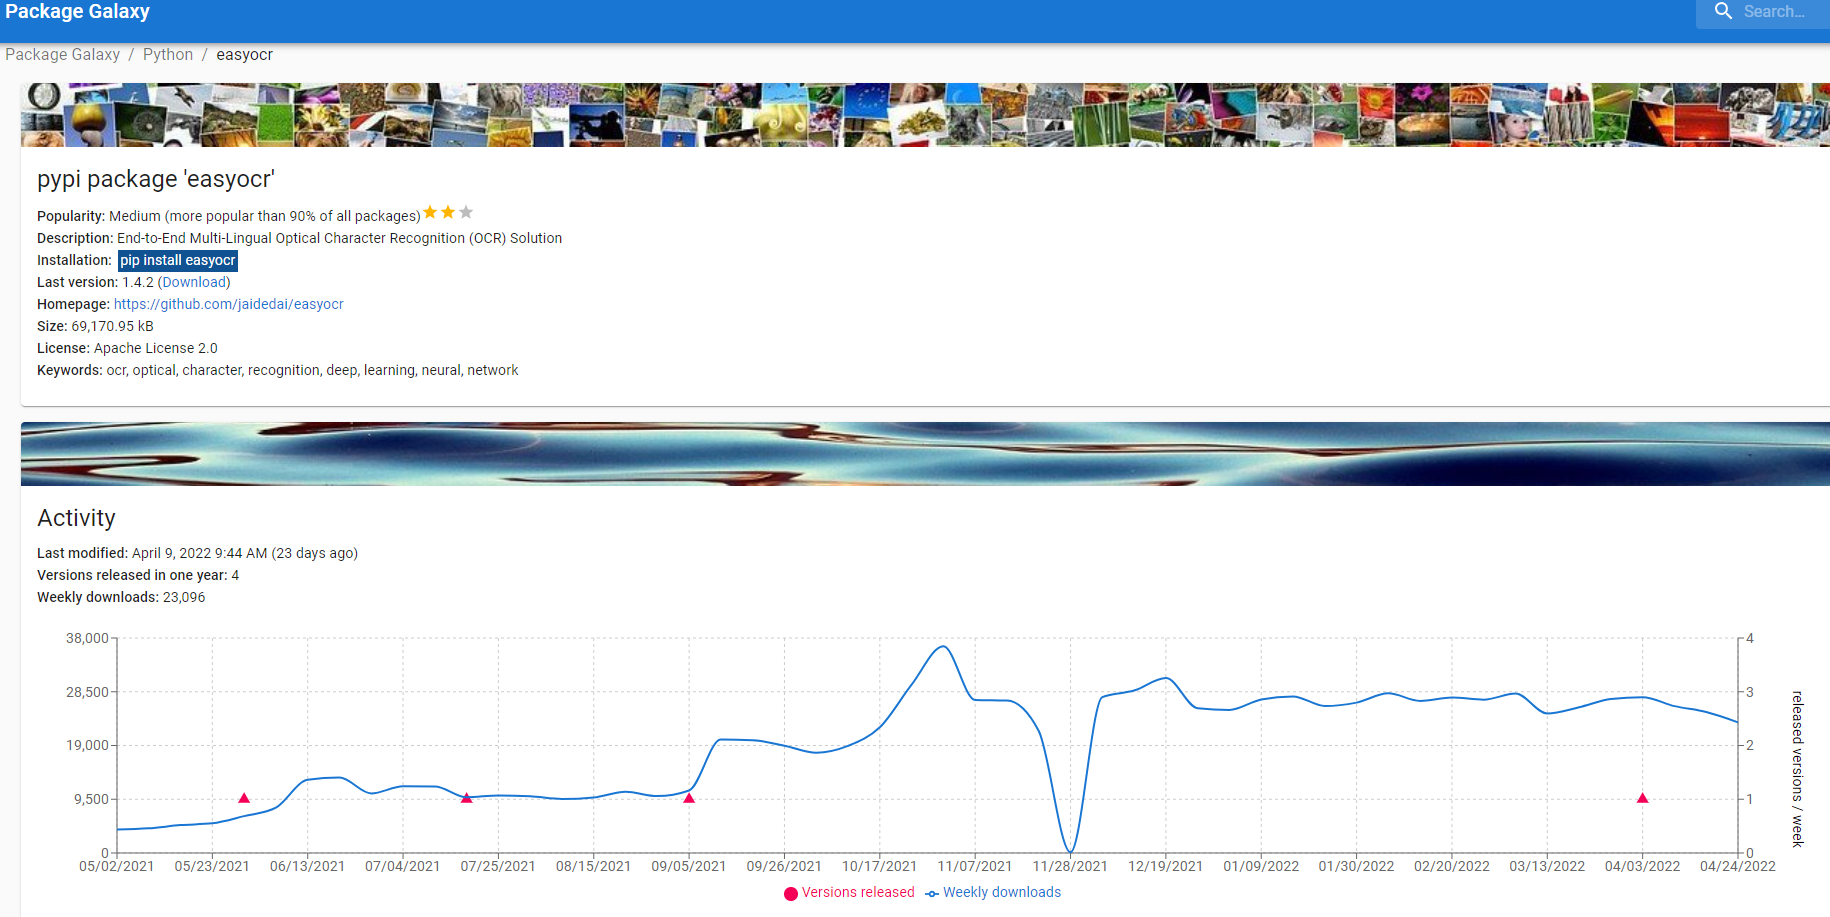 Package Galaxy
Search...
Package Galaxy / Python / easyocr
pypi package 'easyocr'
Popularity: Medium (more popular than 90% of all packages)
Description: End-to-End Multi-Lingual Optical Character Recognition (OCR) Solution
Installation: pip install easyocr
Last version: 1.4.2 (Download)
Homepage: https://github.com/jaidedai/easyocr
Size: 69,170.95 kB
License: Apache License 2.0
Keywords: ocr, optical, character, recognition, deep, learning, neural, network
Activity
Last modified: April 9, 2022 9:44 AM (23 days ago)
Versions released in one year: 4
Weekly downloads: 23,096
38,000
28,500
19,000
9,500
0
4
3
2
1
0
released versions / week
05/02/2021 05/23/2021 06/13/2021 07/04/2021 07/25/2021 08/15/2021 09/05/2021 09/26/2021 10/17/2021 11/07/2021 11/28/2021 12/19/2021 01/09/2022 01/30/2022 02/20/2022 03/13/2022 04/03/2022 04/24/2022
Versions released Weekly downloads